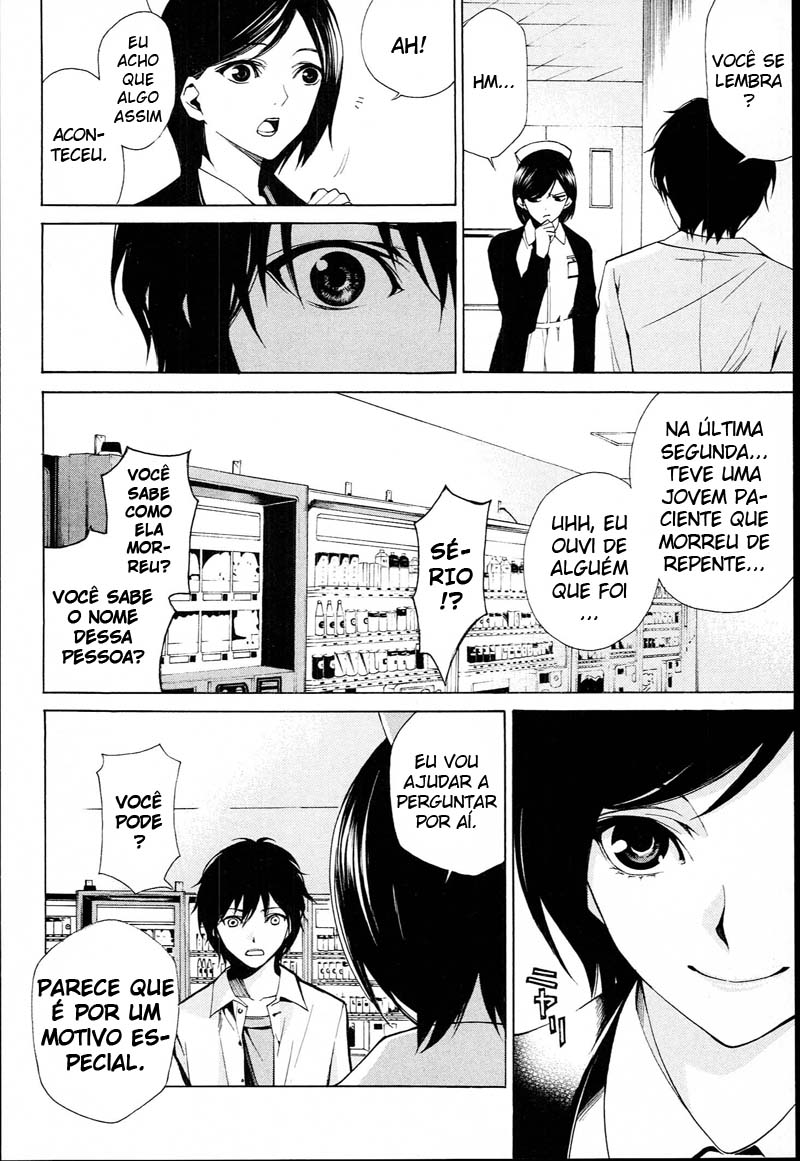 VOCÊ SE
LEMBRA
?
HM...
AH!
EU
ACHO
QUE
ALGO
ASSIM
ACON-
TECEU.
NA ÚLTIMA
SEGUNDA...
TEVE UMA
JOVEM PA-
CIENTE QUE
MORREU DE
REPENTE...
UHH, EU
OUVI DE
ALGUÉM
QUE FOI
...
SÉ-
RIO
!?
VOCÊ
SABE
COMO
ELA
MOR-
REU?
VOCÊ SABE
O NOME
DESSA
PESSOA?
ニヤリ
EU VOU
AJUDAR A
PERGUNTAR
POR AÍ.
VOCÊ
PODE
?
PARECE QUE
É POR UM
MOTIVO ES-
PECIAL.